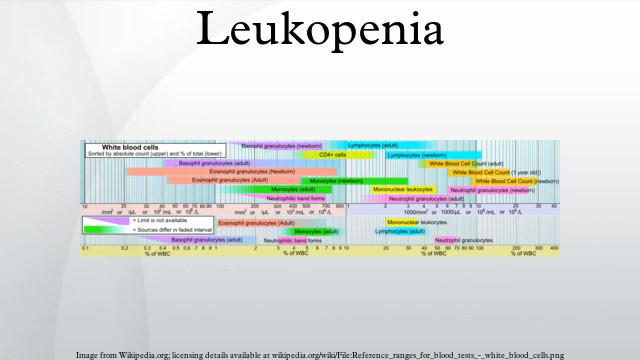 Leukopenia
White blood cells
Sorted by absolute count (upper) and % of total (lower)
Basophil granulocytes (newborn)
Lymphocytes (adult)
CD4+ cells
Lymphocytes (newborn)
Basophil granulocytes (adult)
White Blood Cell Count (adult)
Eosinophil granulocytes (Newborn)
White Blood Cell Count (1 year old)
Eosinophil granulocytes (Adult)
Monocytes (newborn)
White Blood Cell Count (newborn)
Monocytes (adult)
Mononuclear leukocytes
Neutrophil granulocytes (newborn)
Neutrophilic band forms
Neutrophil granulocytes (adult)
= Limit is not available
= Sources differ in faded interval
Eosinophil granulocytes (Adult)
Mononuclear leukocytes
Monocytes (adult)
Lymphocytes (adult)
Basophil granulocytes (adult)
Neutrophilic band forms
Neutrophil granulocytes
% of WBC % of WBC % of WBC % of WBC
Image from Wikipedia.org; licensing details available at wikipedia.org/wiki/File:Reference_ranges_for_blood_tests_-_white_blood_cells.png